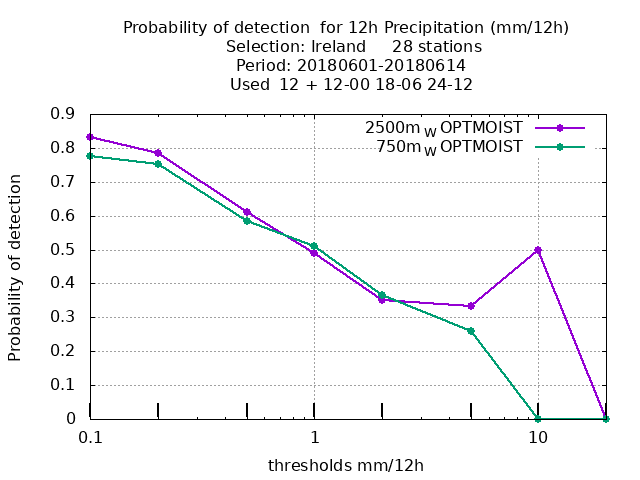 Probability of detection  for 12h Precipitation (mm/12h)
Selection: Ireland     28 stations
Period: 20180601-20180614
Used  12 + 12-00 18-06 24-12
2500m W OPTMOIST
750m W OPTMOIST
Probability of detection
0.9
0.8
0.7
0.6
0.5
0.4
0.3
0.2
0.1
0
0.1
1
10
thresholds mm/12h